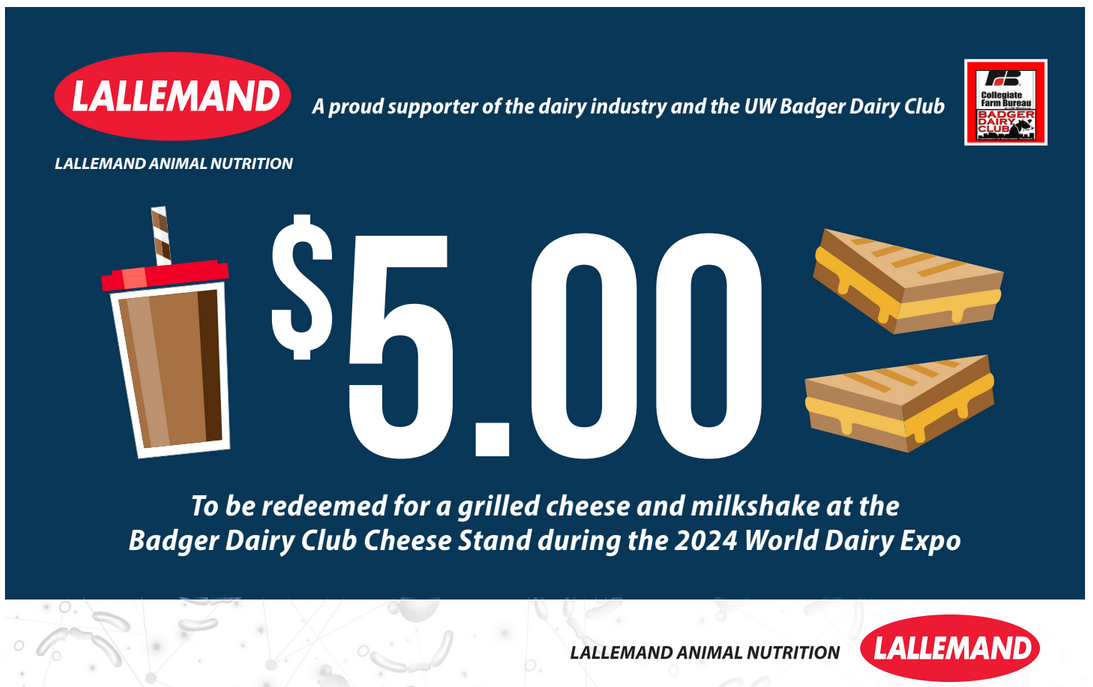 LALLEMAND
A proud supporter of the dairy industry and the UW Badger Dairy Club
FB
Collegiate
Farm Bureau
BADGER
DAIRY
CLUB
LALLEMAND ANIMAL NUTRITION
$5.00
To be redeemed for a grilled cheese and milkshake at the
Badger Dairy Club Cheese Stand during the 2024 World Dairy Expo
LALLEMAND ANIMAL NUTRITION
LALLEMAND